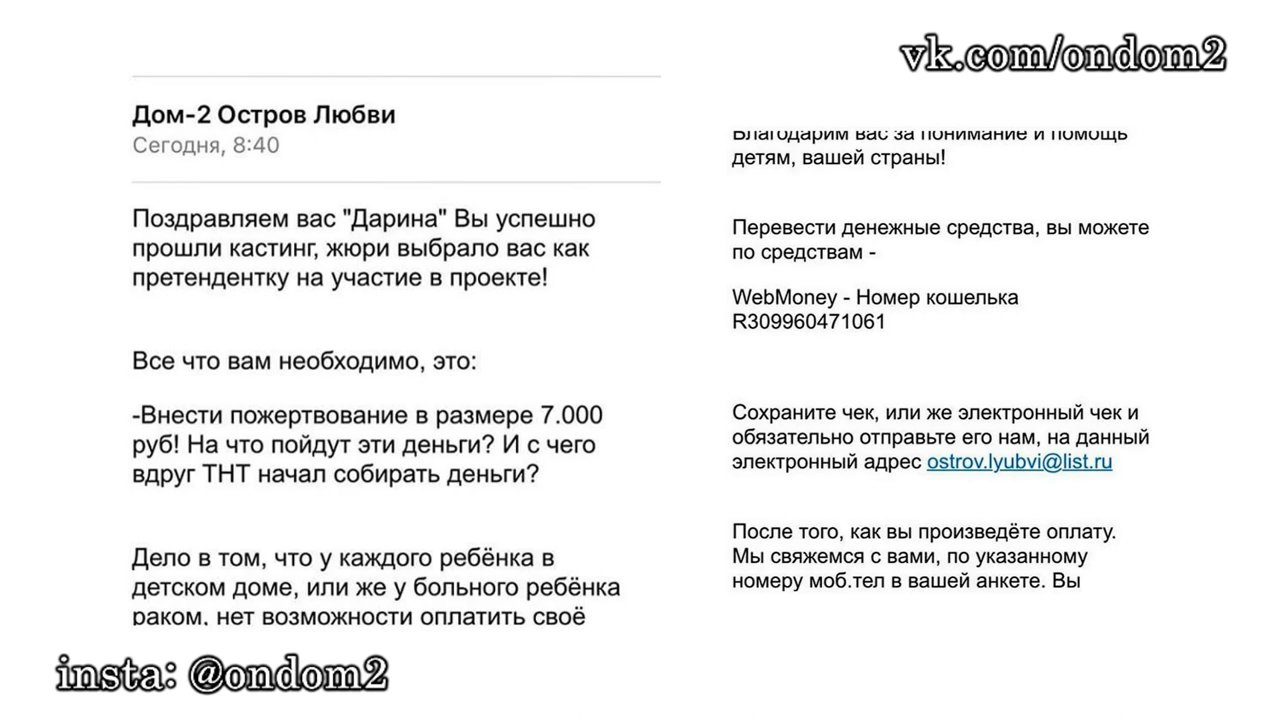 vk.com/ondom2
Дом-2 Остров Любви
Сегодня, 8:40
Поздравляем вас "Дарина" Вы успешно
прошли кастинг, жюри выбрало вас как
претендентку на участие в проекте!
Все что вам необходимо, это:
-Внести пожертвование в размере 7.000
руб! На что пойдут эти деньги? И с чего
вдруг ТНТ начал собирать деньги?
Дело в том, что у каждого ребёнка в
детском доме, или же у больного ребёнка
раком, нет возможности оплатить своё
Благодарим вас за понимание и помощь
детям, вашей страны!
Перевести денежные средства, вы можете
по средствам -
WebMoney - Номер кошелька
R309960471061
Сохраните чек, или же электронный чек и
обязательно отправьте его нам, на данный
электронный адрес ostrov.lyubvi@list.ru
После того, как вы произведёте оплату.
Мы свяжемся с вами, по указанному
номеру моб.тел в вашей анкете. Вы
insta: @ondom2